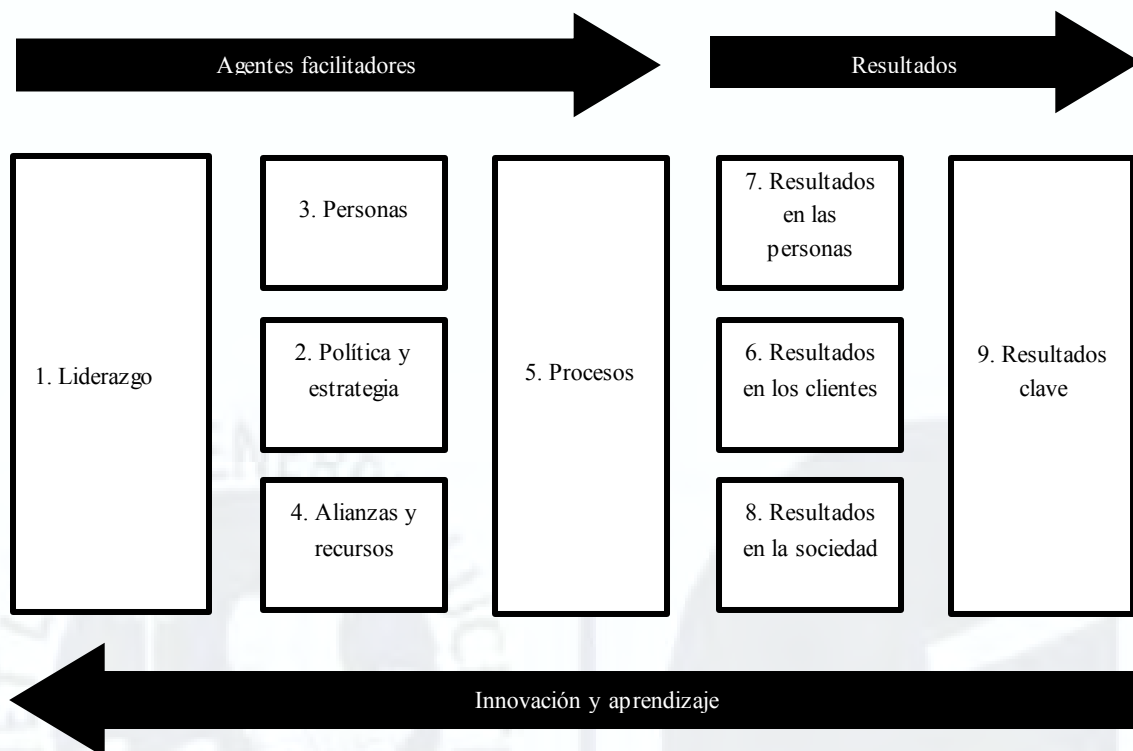 Agentes facilitadores
Resultados
1. Liderazgo
3. Personas
2. Política y
estrategia
4. Alianzas y
recursos
5. Procesos
7. Resultados
en las
personas
6. Resultados
en los clientes
8. Resultados
en la sociedad
9. Resultados
clave
Innovación y aprendizaje